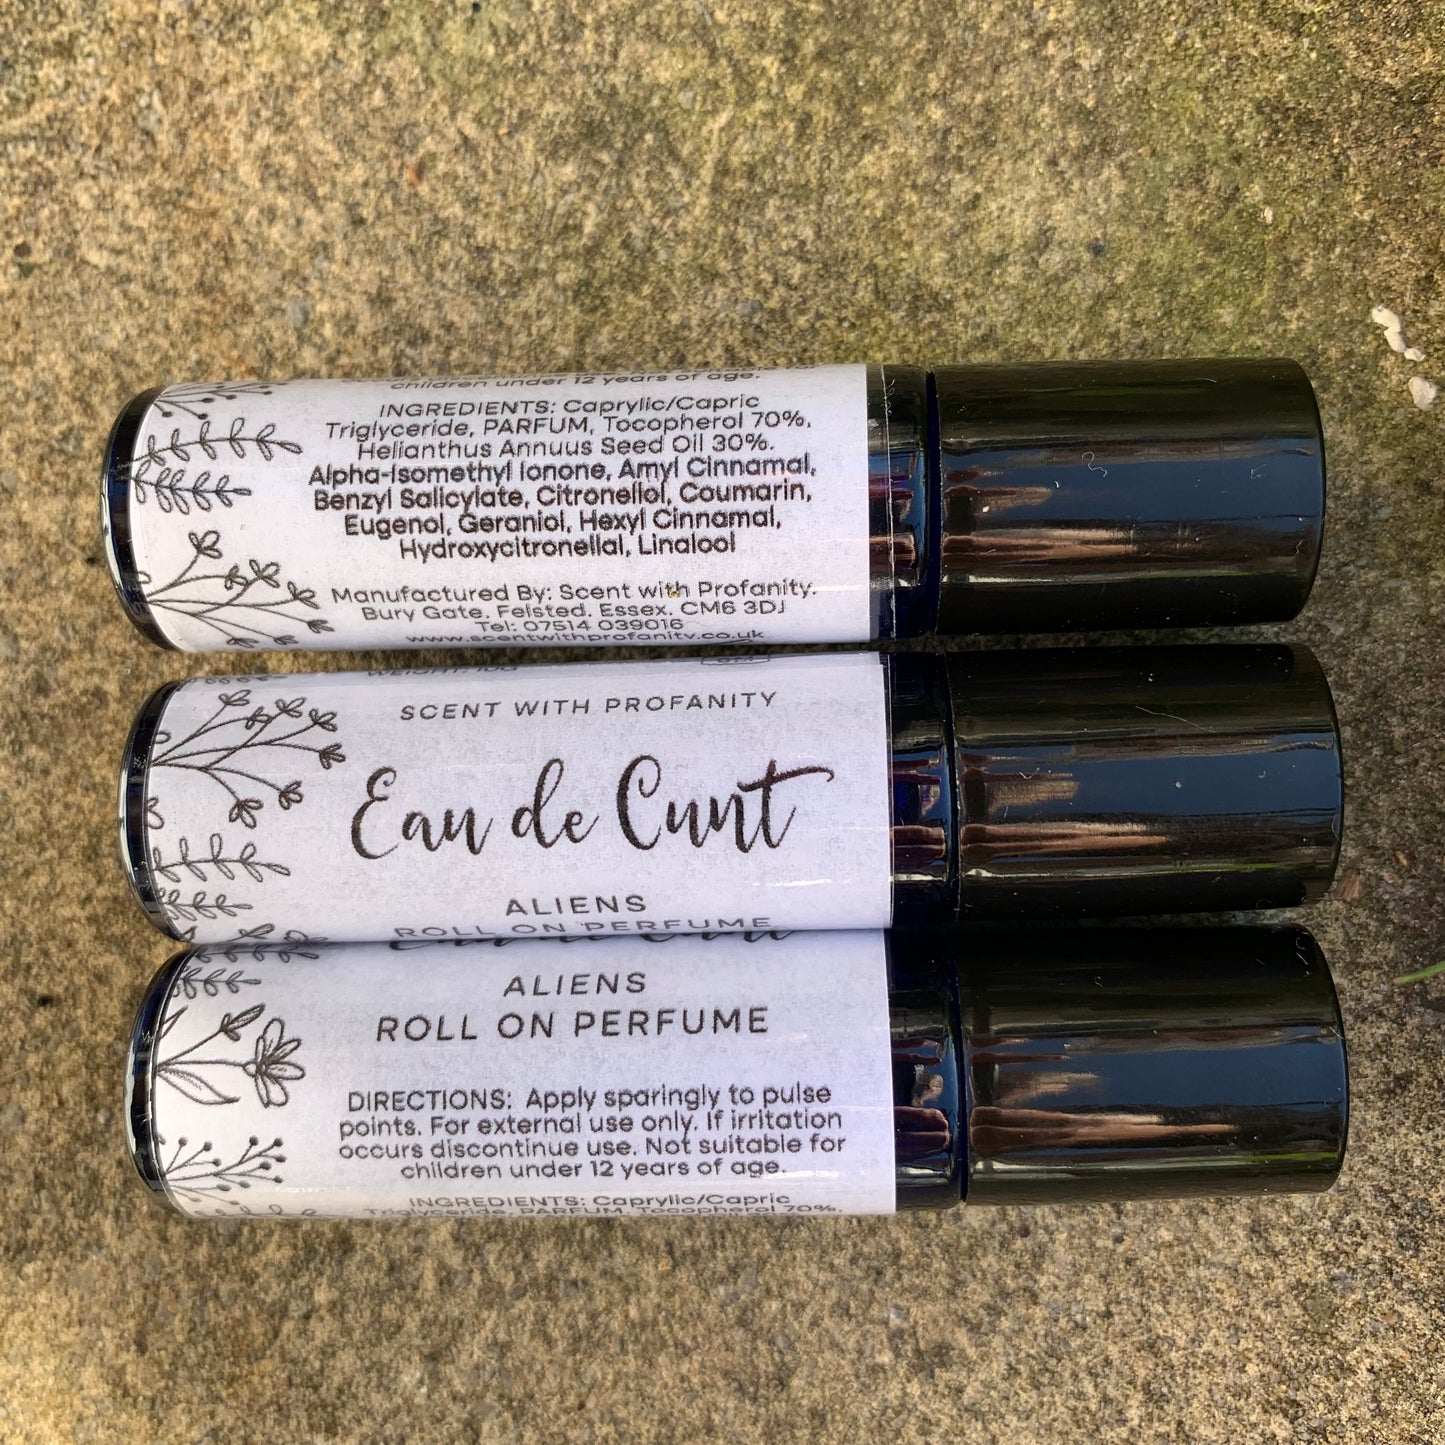 children under 12 years of age.
INGREDIENTS: Caprylic/Capric
Triglyceride, PARFUM, Tocopherol 70%.
Helianthus Annuus Seed Oil 30%.
Alpha-Isomethyl Ionone, Amyl Cinnamal,
Benzyl Salicylate, Citronellol, Coumarin,
Eugenol, Geraniol, Hexyl Cinnamal,
Hydroxycitronellal, Linalool
Manufactured By: Scent with Profanity.
Bury Gate. Felsted. Essex. CM6 3DJ
Tel: 07514 039016
www.scentwithprofanity.co.uk
SCENT WITH PROFANITY
Eau de Cunt
ALIENS
ROLL ON PERFUME
ALIENS
ROLL ON PERFUME
DIRECTIONS: Apply sparingly to pulse
points. For external use only. If irritation
occurs discontinue use. Not suitable for
children under 12 years of age.
INGREDIENTS: Caprylic/Capric
Triglyceride, PARFUM, Tocopherol 70%.